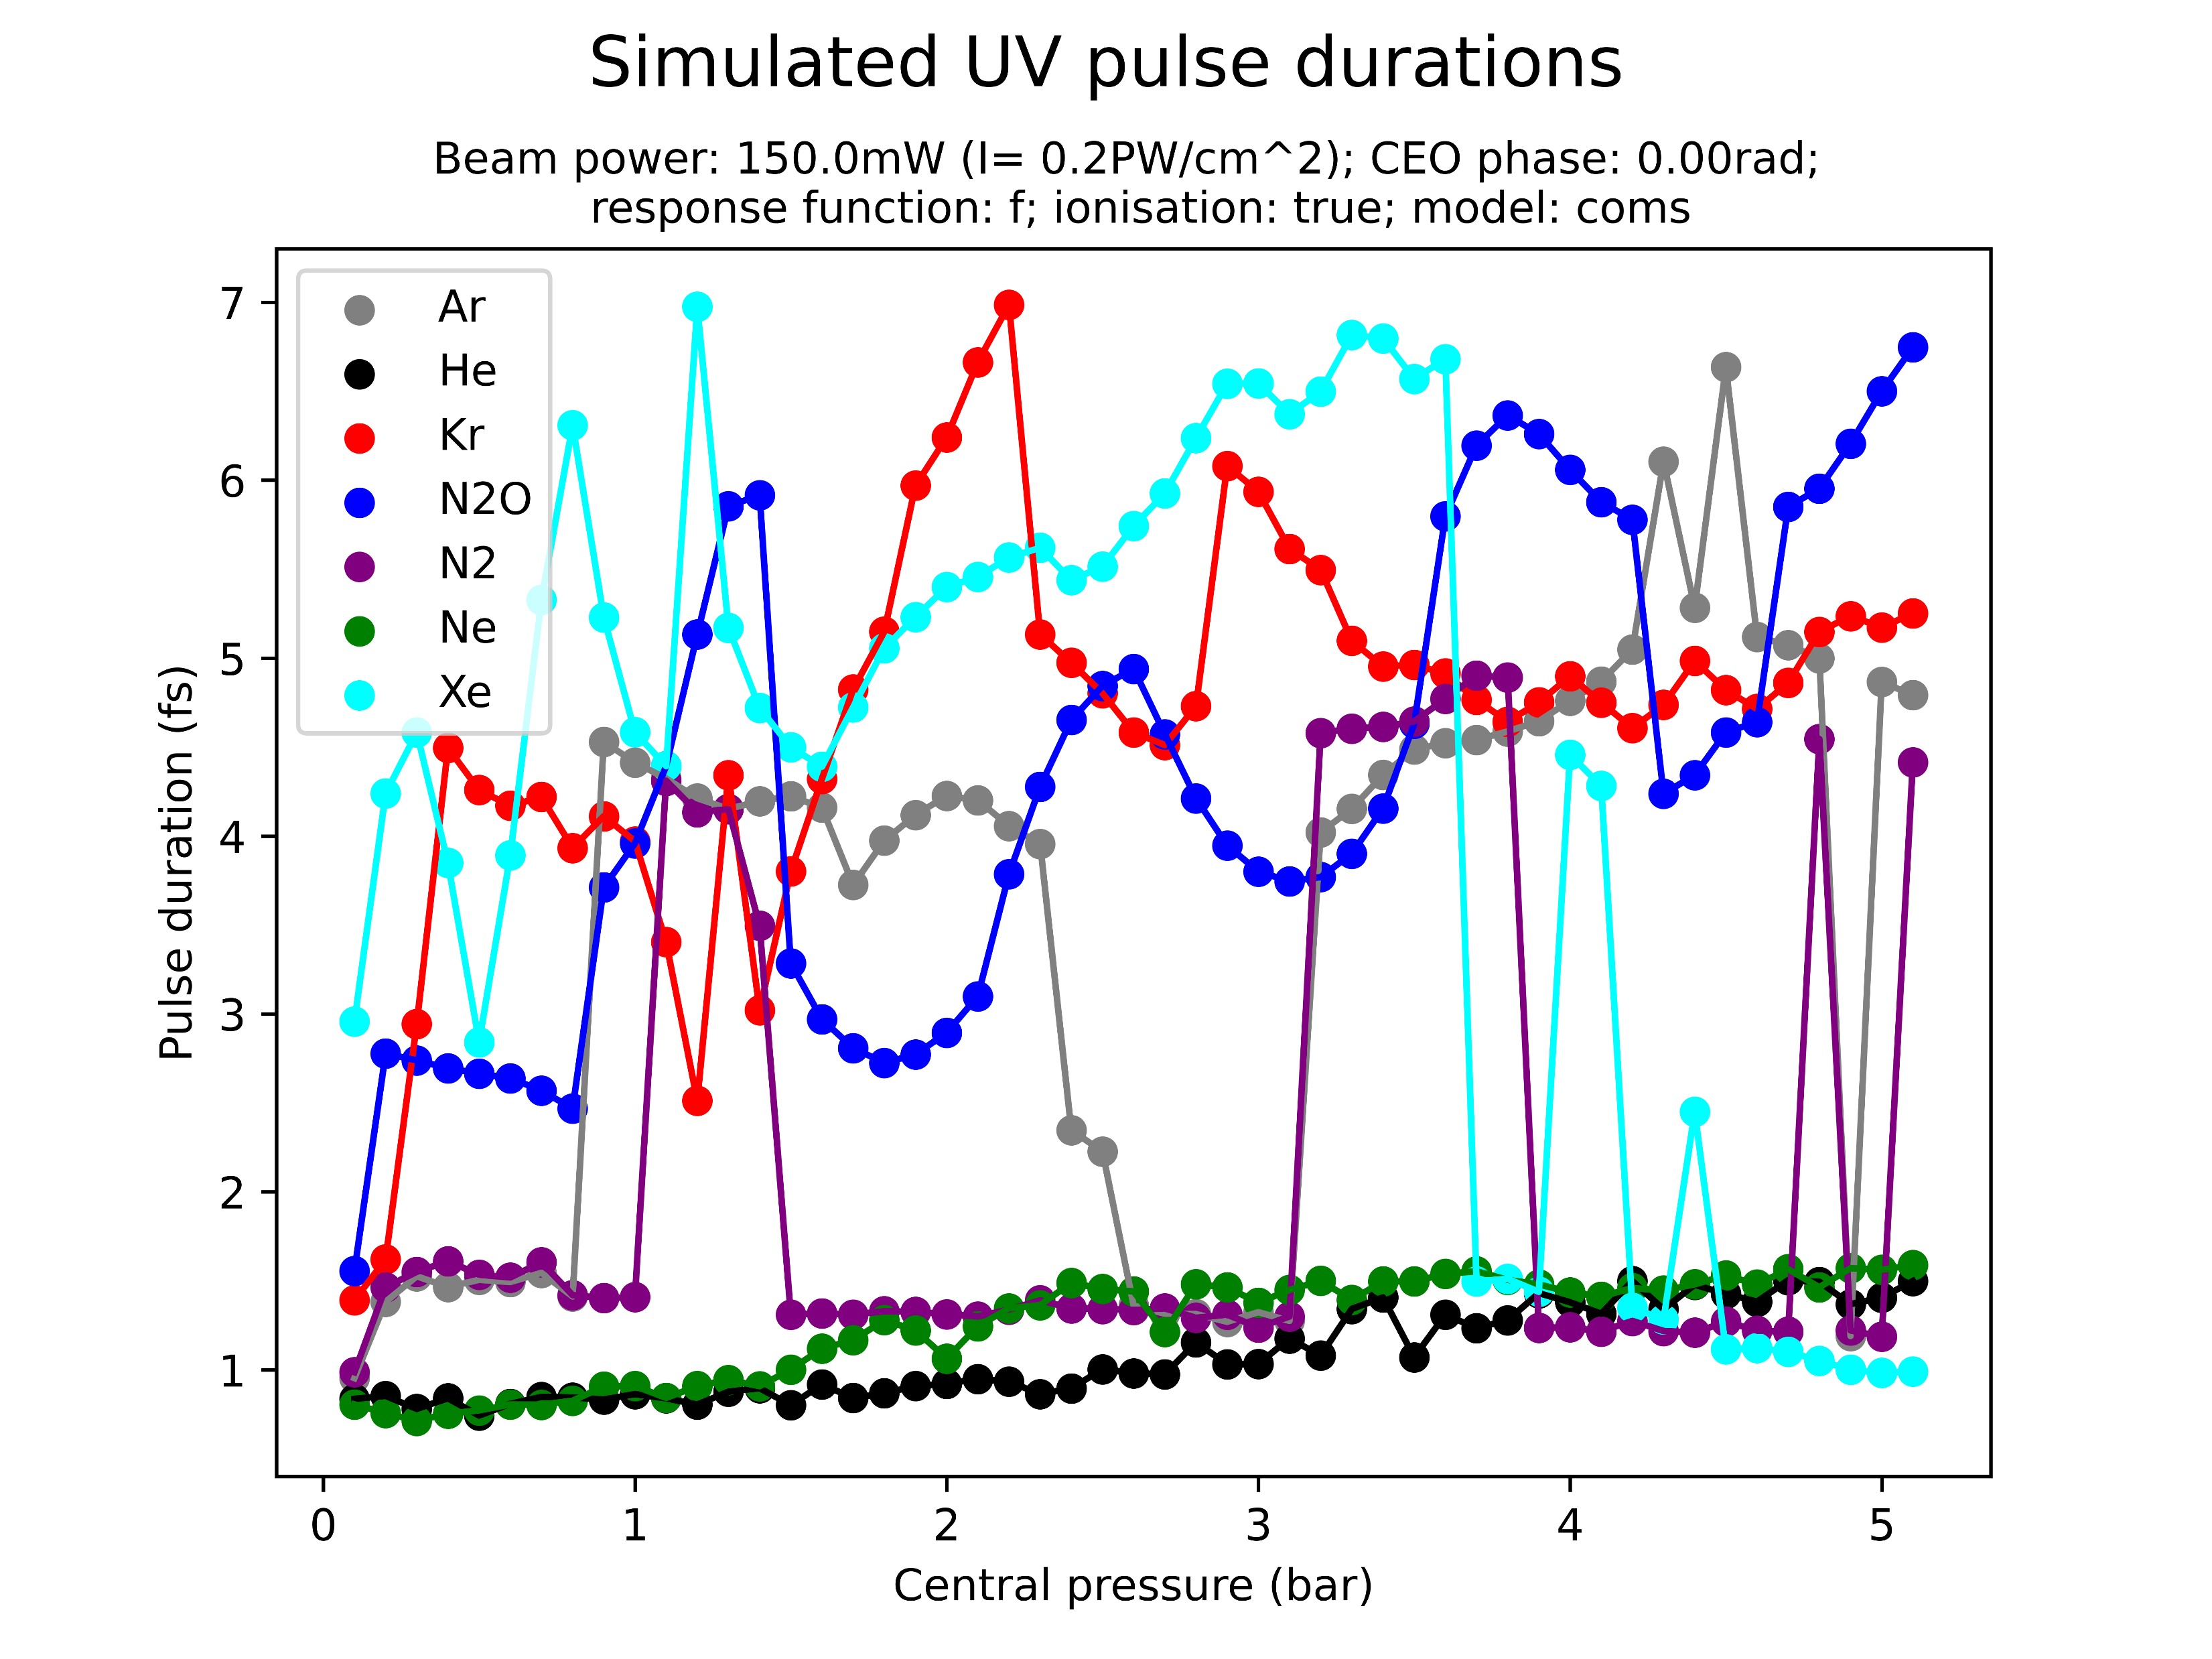 Simulated UV pulse durations
Beam power: 150.0mW (I= 0.2PW/cm^2); CEO phase: 0.00rad;
response function: f; ionisation: true; model: coms
Ar
He
Kr
N2O
N2
Ne
Xe
Pulse duration (fs)
7
6
5
4
3
2
1
0 1 2 3 4 5
Central pressure (bar)